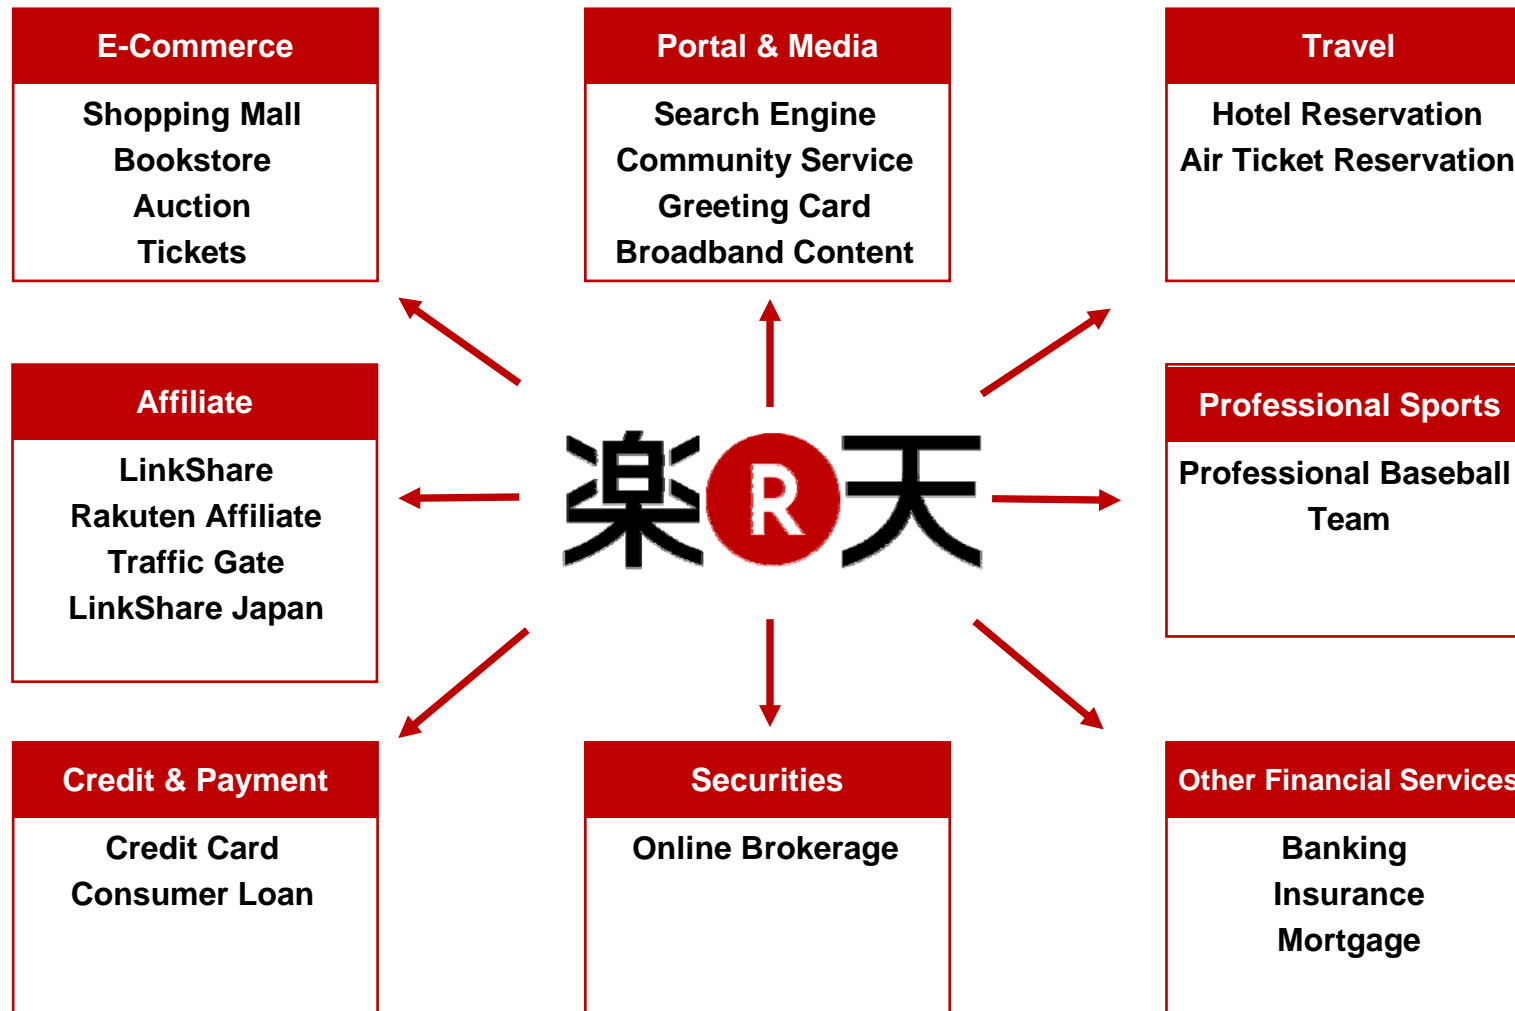 E-Commerce
Shopping Mall
Bookstore
Auction
Tickets
Portal & Media
Search Engine
Community Service
Greeting Card
Broadband Content
Travel
Hotel Reservation
Air Ticket Reservation
Affiliate
LinkShare
Rakuten Affiliate
Traffic Gate
LinkShare Japan
楽R天
Professional Sports
Professional Baseball
Team
Credit & Payment
Credit Card
Consumer Loan
Securities
Online Brokerage
Other Financial Services
Banking
Insurance
Mortgage